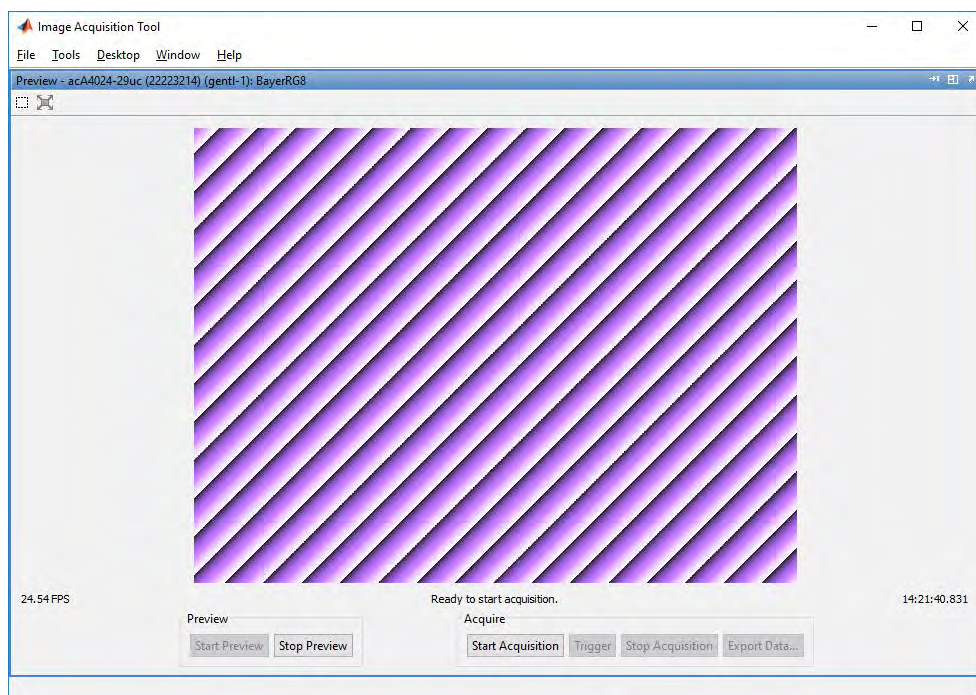 Image Acquisition Tool
File Tools Desktop Window Help
Preview - acA4024-29uc (22223214) (gentl-1): BayerRG8
24.54 FPS Ready to start acquisition. 14:21:40.831
Preview Acquire
Start Preview Stop Preview Start Acquisition Trigger Stop Acquisition Export Data...